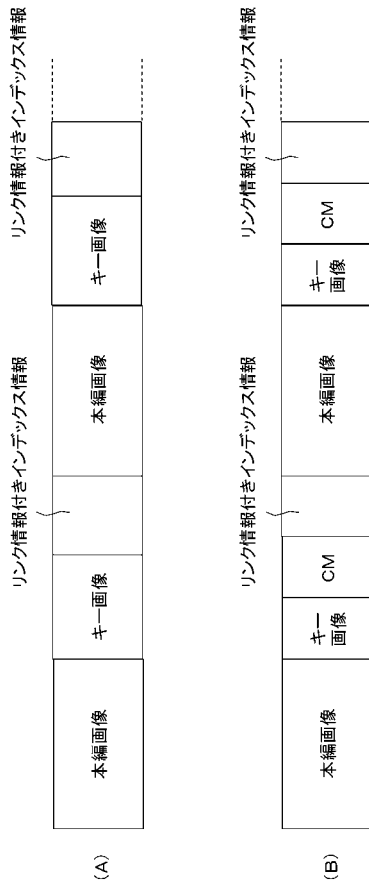 リンク情報付きインデックス情報
リンク情報付きインデックス情報
(A)
本編画像
キー画像
本編画像
キー画像
リンク情報付きインデックス情報
リンク情報付きインデックス情報
(B)
本編画像
キー
画像
CM
本編画像
キー
画像
CM